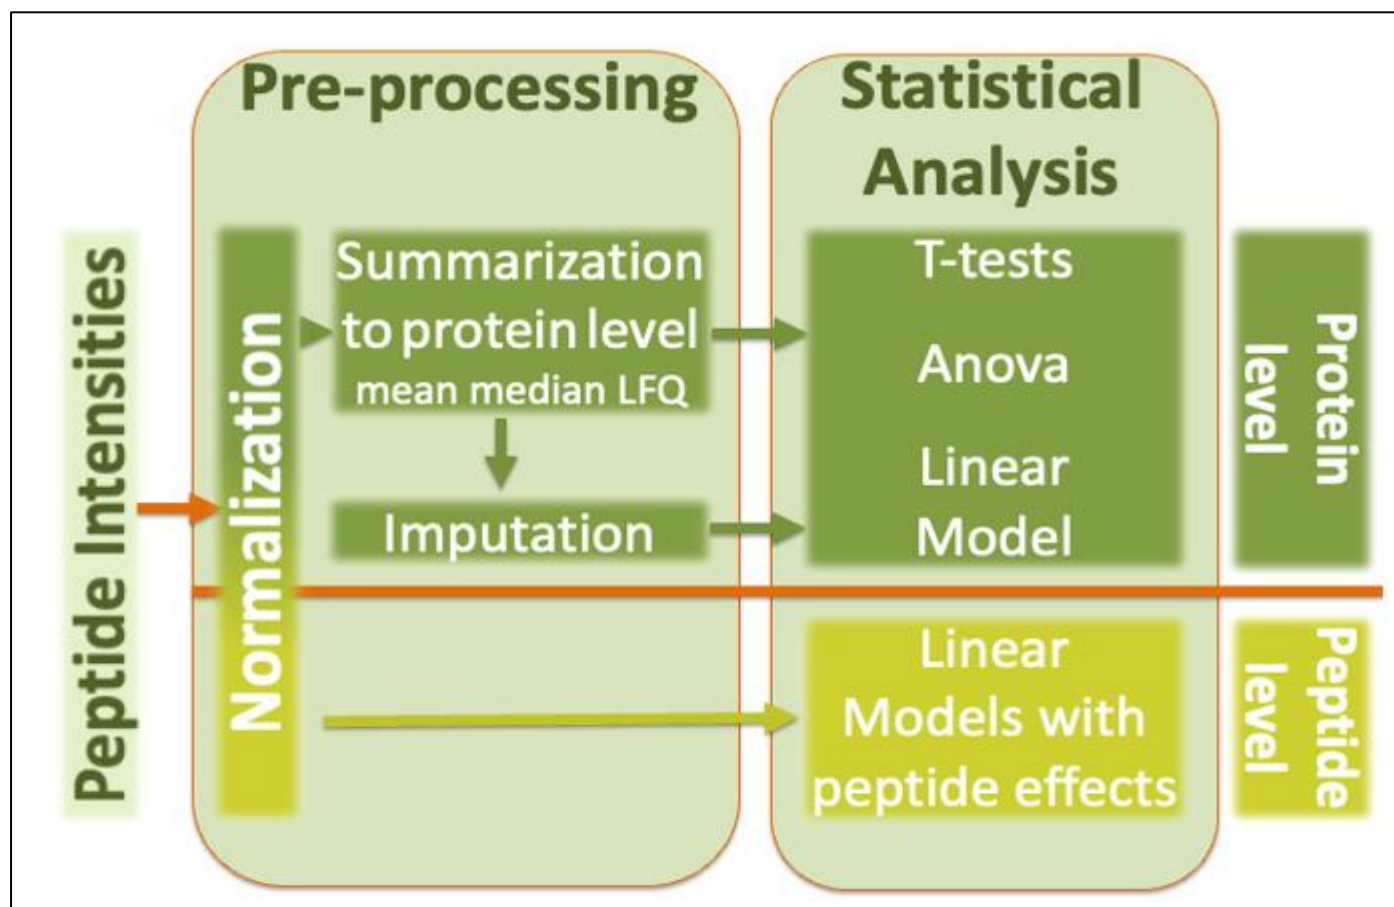 Pre-processing
Statistical
Analysis
Peptide Intensities
Normalization
Summarization
to protein level
mean median LFQ
Imputation
T-tests
Anova
Linear
Model
Protein
level
Linear
Models with
peptide effects
Peptide
level